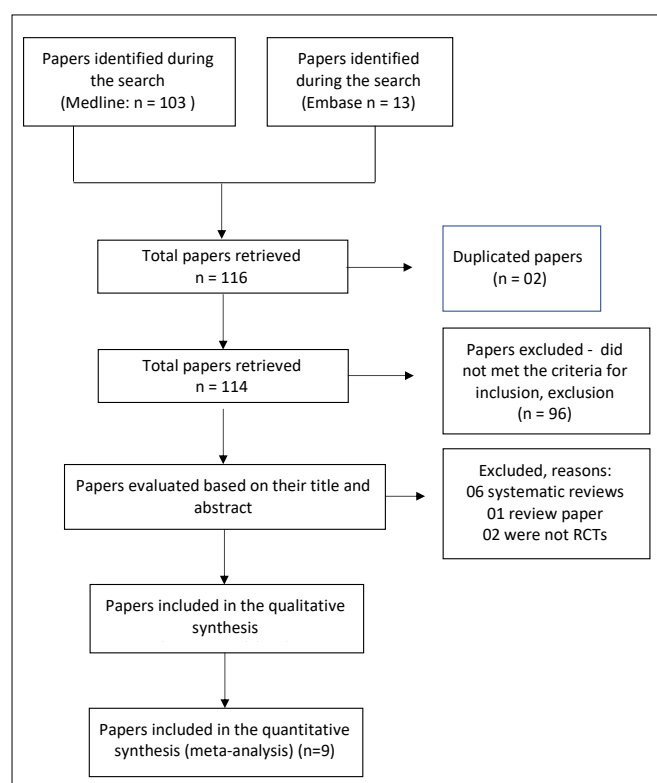 Papers identified during
the search
(Medline: n = 103 )
Papers identified
during the search
(Embase n = 13)
Total papers retrieved
n = 116
Duplicated papers
(n = 02)
Total papers retrieved
n = 114
Papers excluded - did
not met the criteria for
inclusion, exclusion
(n = 96)
Papers evaluated based on their title and
abstract
Excluded, reasons:
06 systematic reviews
01 review paper
02 were not RCTs
Papers included in the qualitative
synthesis
Papers included in the quantitative
synthesis (meta-analysis) (n=9)